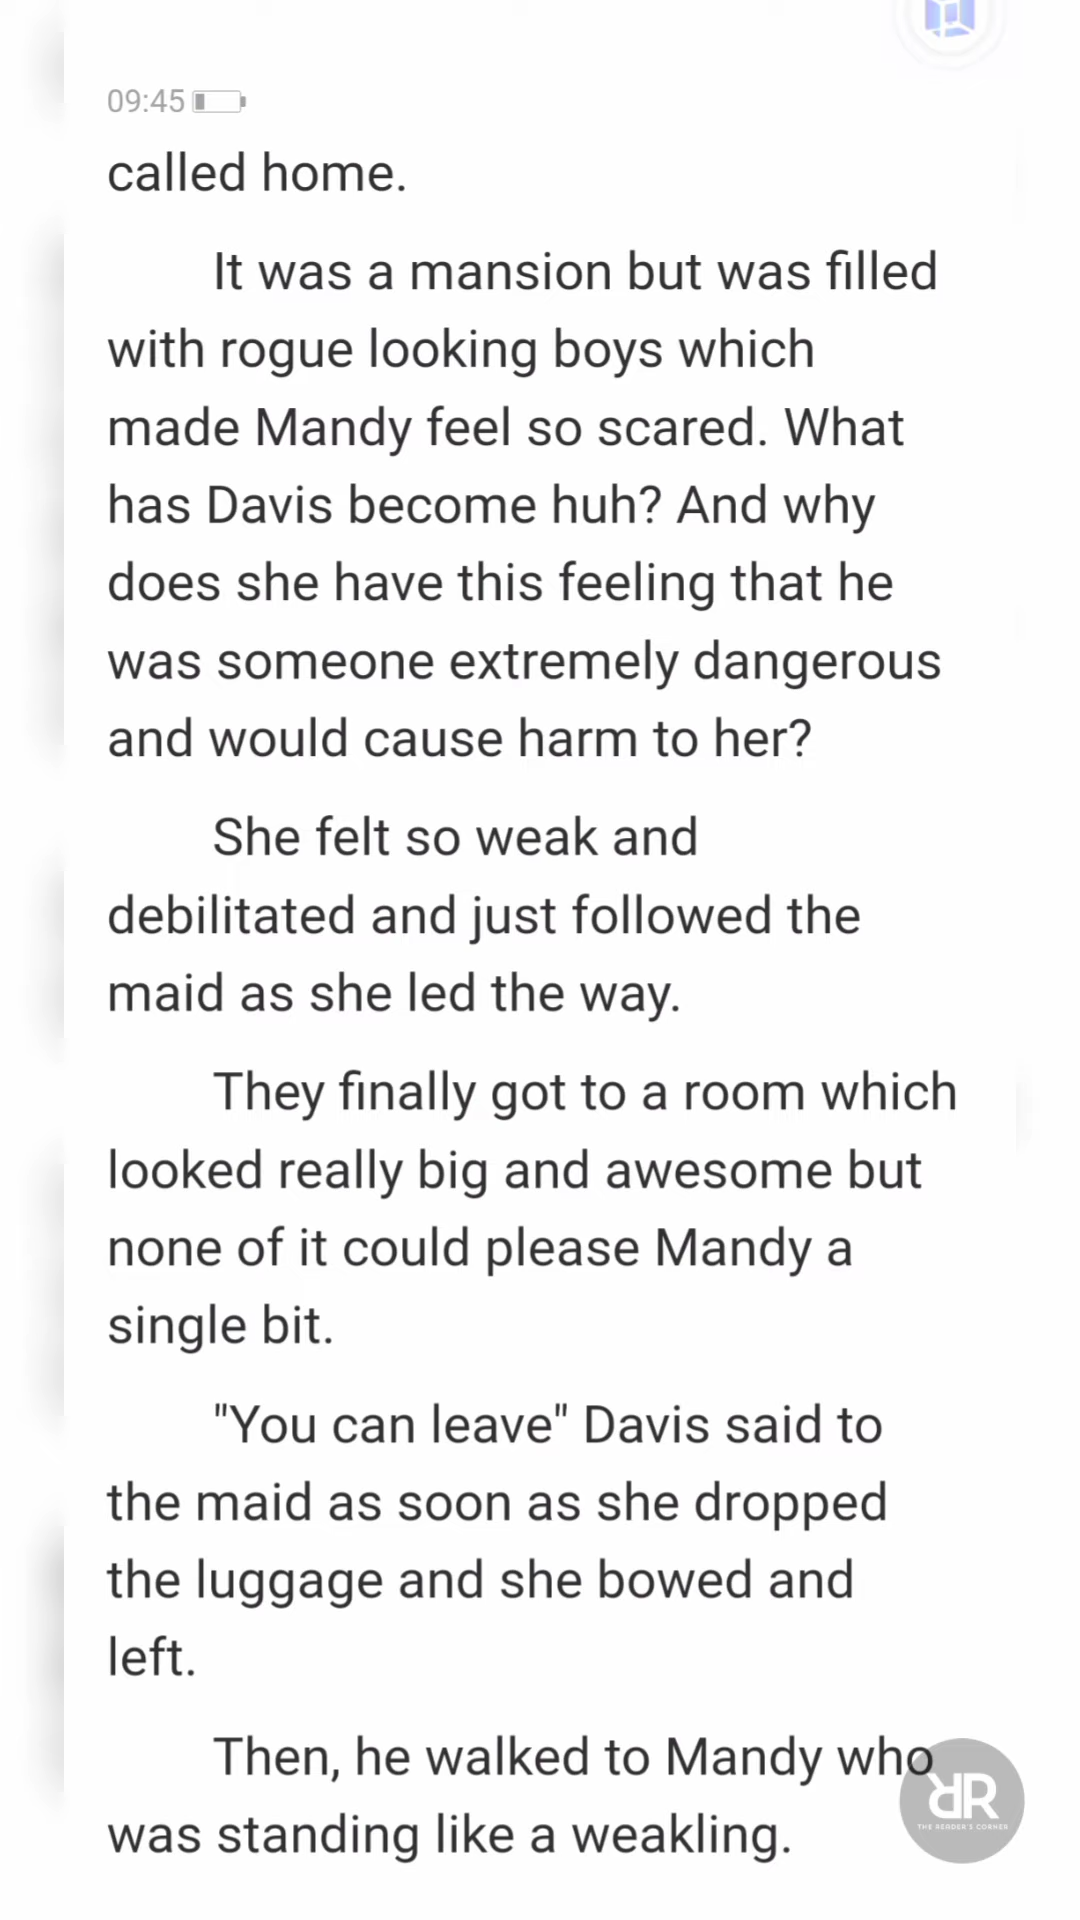 09:45
called home.
It was a mansion but was filled
with rogue looking boys which
made Mandy feel so scared. What
has Davis become huh? And why
does she have this feeling that he
was someone extremely dangerous
and would cause harm to her?
She felt so weak and
debilitated and just followed the
maid as she led the way.
They finally got to a room which
looked really big and awesome but
none of it could please Mandy a
single bit.
"You can leave" Davis said to
the maid as soon as she dropped
the luggage and she bowed and
left.
Then, he walked to Mandy who
was standing like a weakling.
RR
THE READER'S CORNER